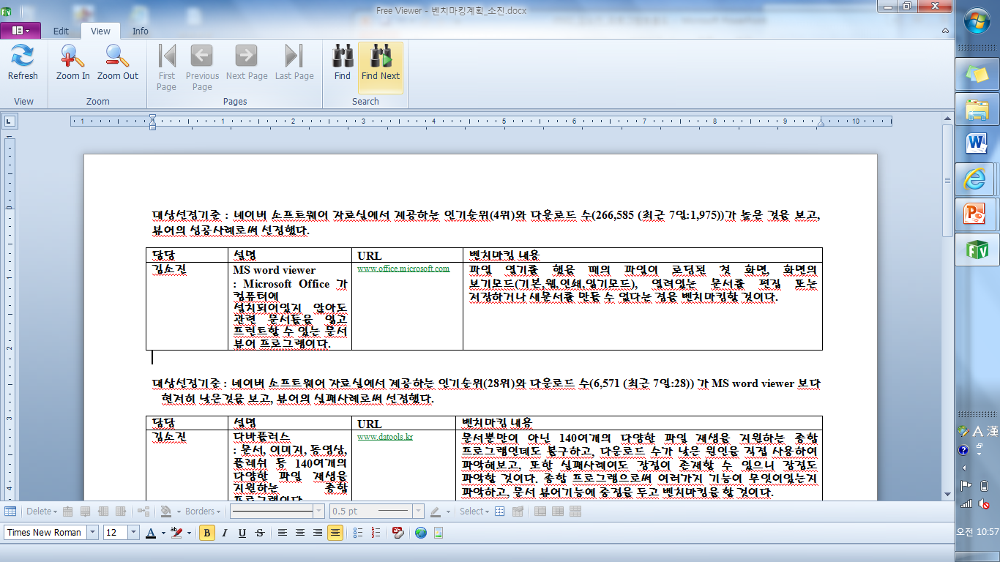 Free Viewer - 벤치마킹계획_소진.docx
Edit View Info
Refresh Zoom In Zoom Out First Page Previous Page Next Page Last Page Find Find Next
View Zoom Pages Search
1 1 2 3 4 5 6 7 8 9 10
대상선정기준 : 네이버 소프트웨어 자료실에서 제공하는 인기순위(4위)와 다운로드 수(266,585 (최근 7일:1,975))가 높은 것을 보고,
뷰어의 성공사례로써 선정했다.
담당 설명 URL 벤치마킹 내용
김소진
MS word viewer
: Microsoft Office 가
컴퓨터에
설치되어있지 않아도
관련 문서들을 읽고
프린트할 수 있는 문서
뷰어 프로그램이다.
www.office.microsoft.com
파일 열기를 했을 때의 파일이 로딩된 첫 화면, 화면의
보기모드(기본,웹,인쇄,읽기모드), 열려있는 문서를 편집 또는
저장하거나 새문서를 만들 수 없다는 점을 벤치마킹할 것이다.
대상선정기준 : 네이버 소프트웨어 자료실에서 제공하는 인기순위(28위)와 다운로드 수(6,571 (최근 7일:28)) 가 MS word viewer 보다
현저히 낮은것을 보고, 뷰어의 실패사례로써 선정했다.
담당 설명 URL 벤치마킹 내용
김소진
다바플러스
: 문서, 이미지, 동영상,
플레쉬 등 140여개의
다양한 파일 재생을
지원하는 종합
프로그램이다
www.datools.kr
문서뿐만이 아닌 140여개의 다양한 파일 재생을 지원하는 종합
프로그램인데도 불구하고, 다운로드 수가 낮은 원인을 직접 사용하여
파악해보고, 또한 실패사례여도 장점이 존재할 수 있으니 장점도
파악할 것이다. 종합 프로그램으로써 여러가지 기능이 무엇이있는지
파악하고, 문서 뷰어기능에 중점을 두고 벤치마킹을 할 것이다.
Delete Borders 0.5 pt Select
Times New Roman 12 A B I U S
A 漢
오전 10:57